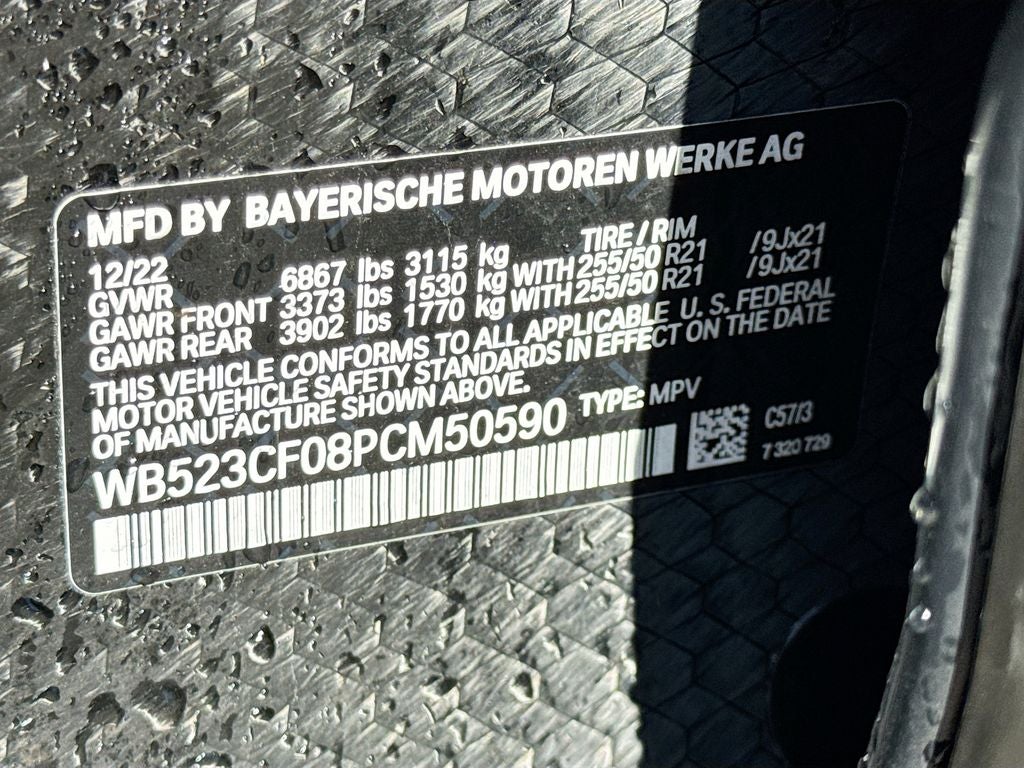 MFD BY BAYERISCHE MOTOREN WERKE AG
12/22 TIRE / RIM
GVWR 6867 lbs 3115 kg
GAWR FRONT 3373 lbs 1530 kg WITH 255/50 R21 /9Jx21
GAWR REAR 3902 lbs 1770 kg WITH 255/50 R21 /9Jx21
THIS VEHICLE CONFORMS TO ALL APPLICABLE U. S. FEDERAL
MOTOR VEHICLE SAFETY STANDARDS IN EFFECT ON THE DATE
OF MANUFACTURE SHOWN ABOVE.
WB523CF08PCM50590 TYPE: MPV
C57/3
7 320 729